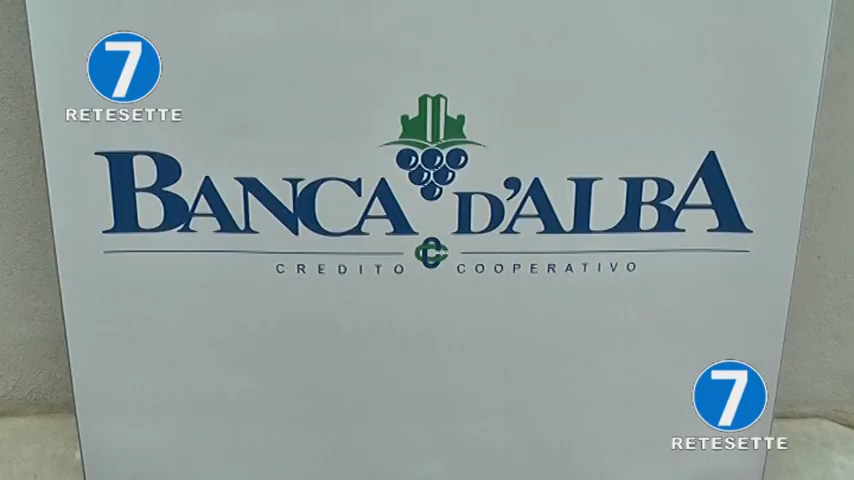 7
RETESETTE
BANCA D'ALBA
CREDITO COOPERATIVO
7
RETESETTE